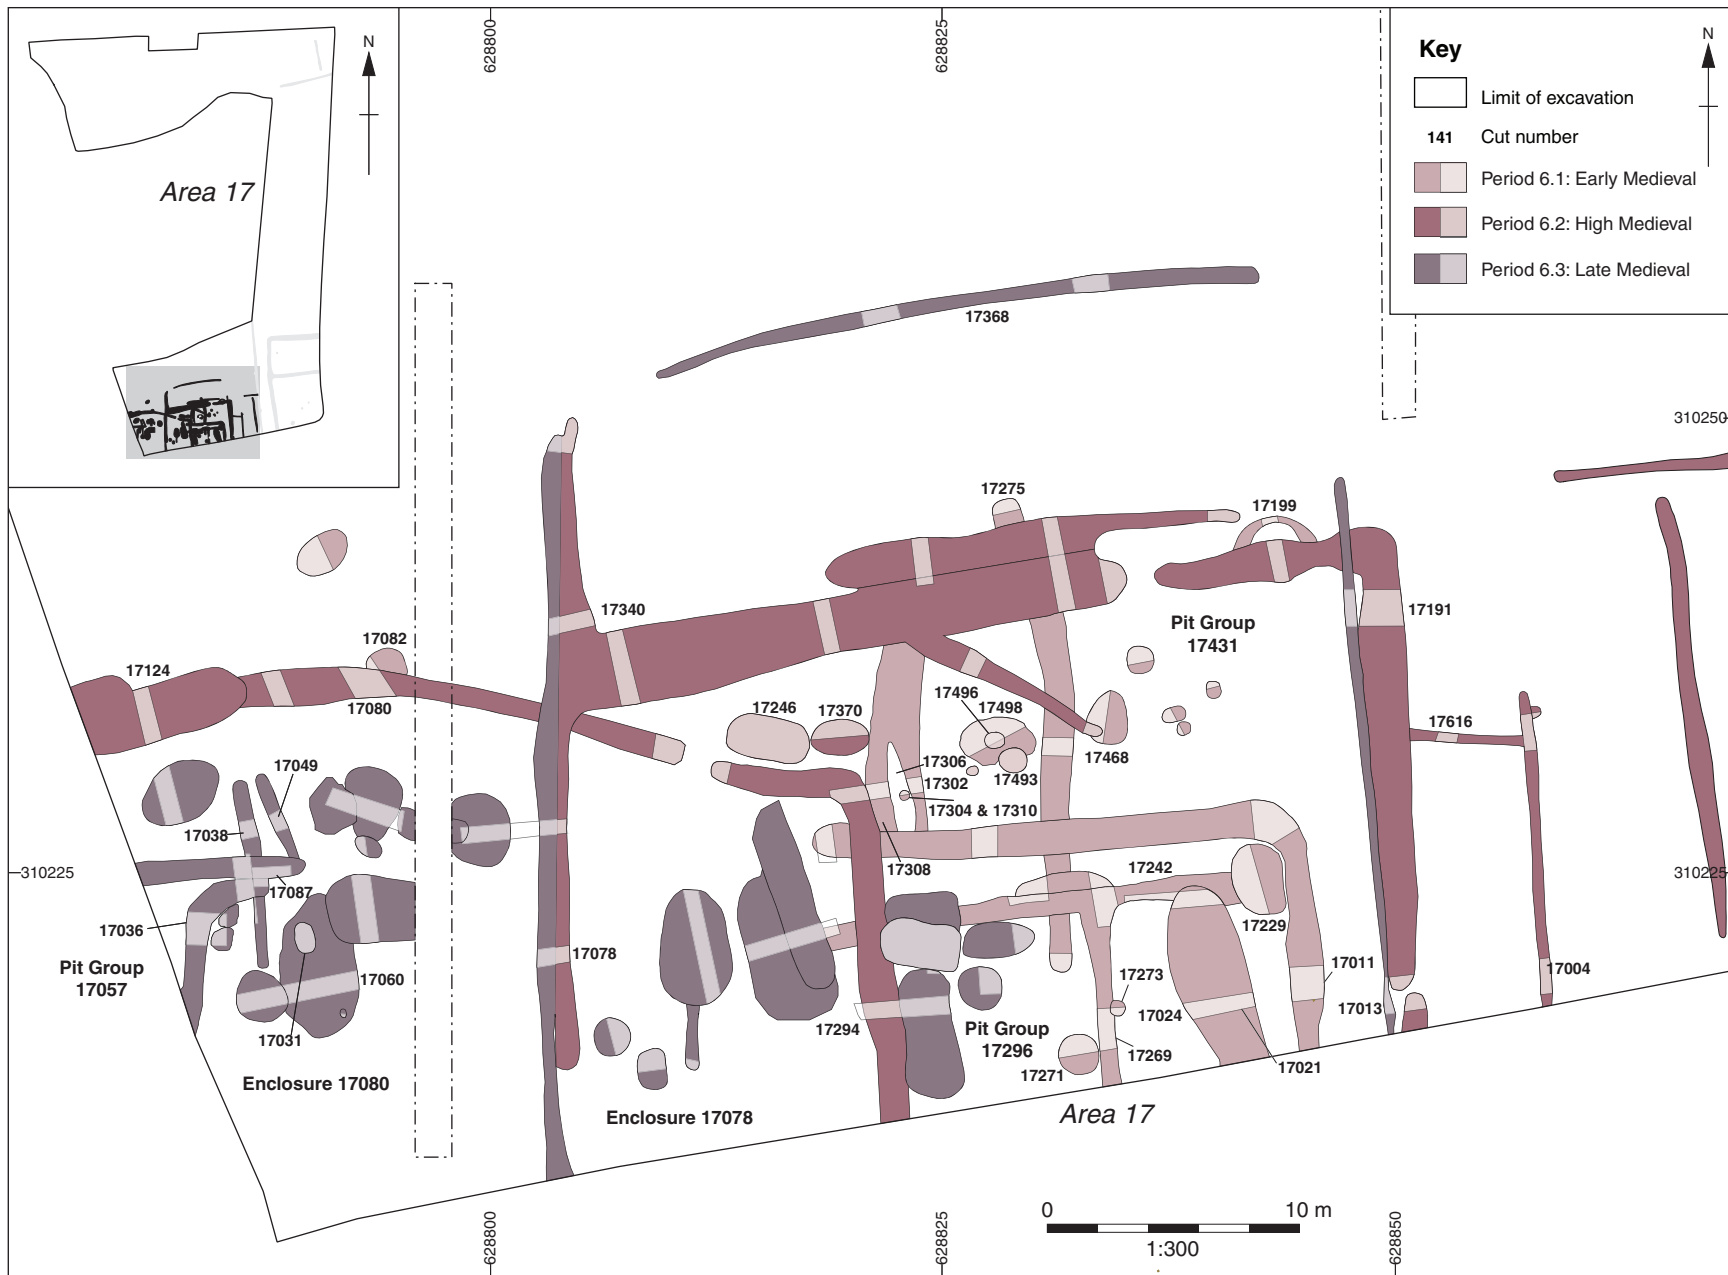 N
Area 17
628800
628825
Key
N
Limit of excavation
141 Cut number
Period 6.1: Early Medieval
Period 6.2: High Medieval
Period 6.3: Late Medieval
17368
310250
17275
17199
17340
17191
Pit Group
17431
17082
17124
17080
17246
17370
17496
17498
17468
17616
17049
17306
17302
17493
17304 & 17310
17038
17308
17242
310225
310225
17087
17036
17229
Pit Group
17057
17060
17078
17011
17004
17273
17024
17013
17294
Pit Group
17296
17031
17269
17271
17021
Enclosure 17080
Enclosure 17078
Area 17
628800
628825
628850
0 10 m
1:300